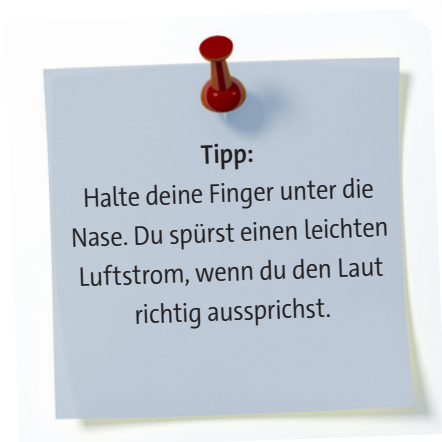 Tipp:
Halte deine Finger unter die
Nase. Du spürst einen leichten
Luftstrom, wenn du den Laut
richtig aussprichst.